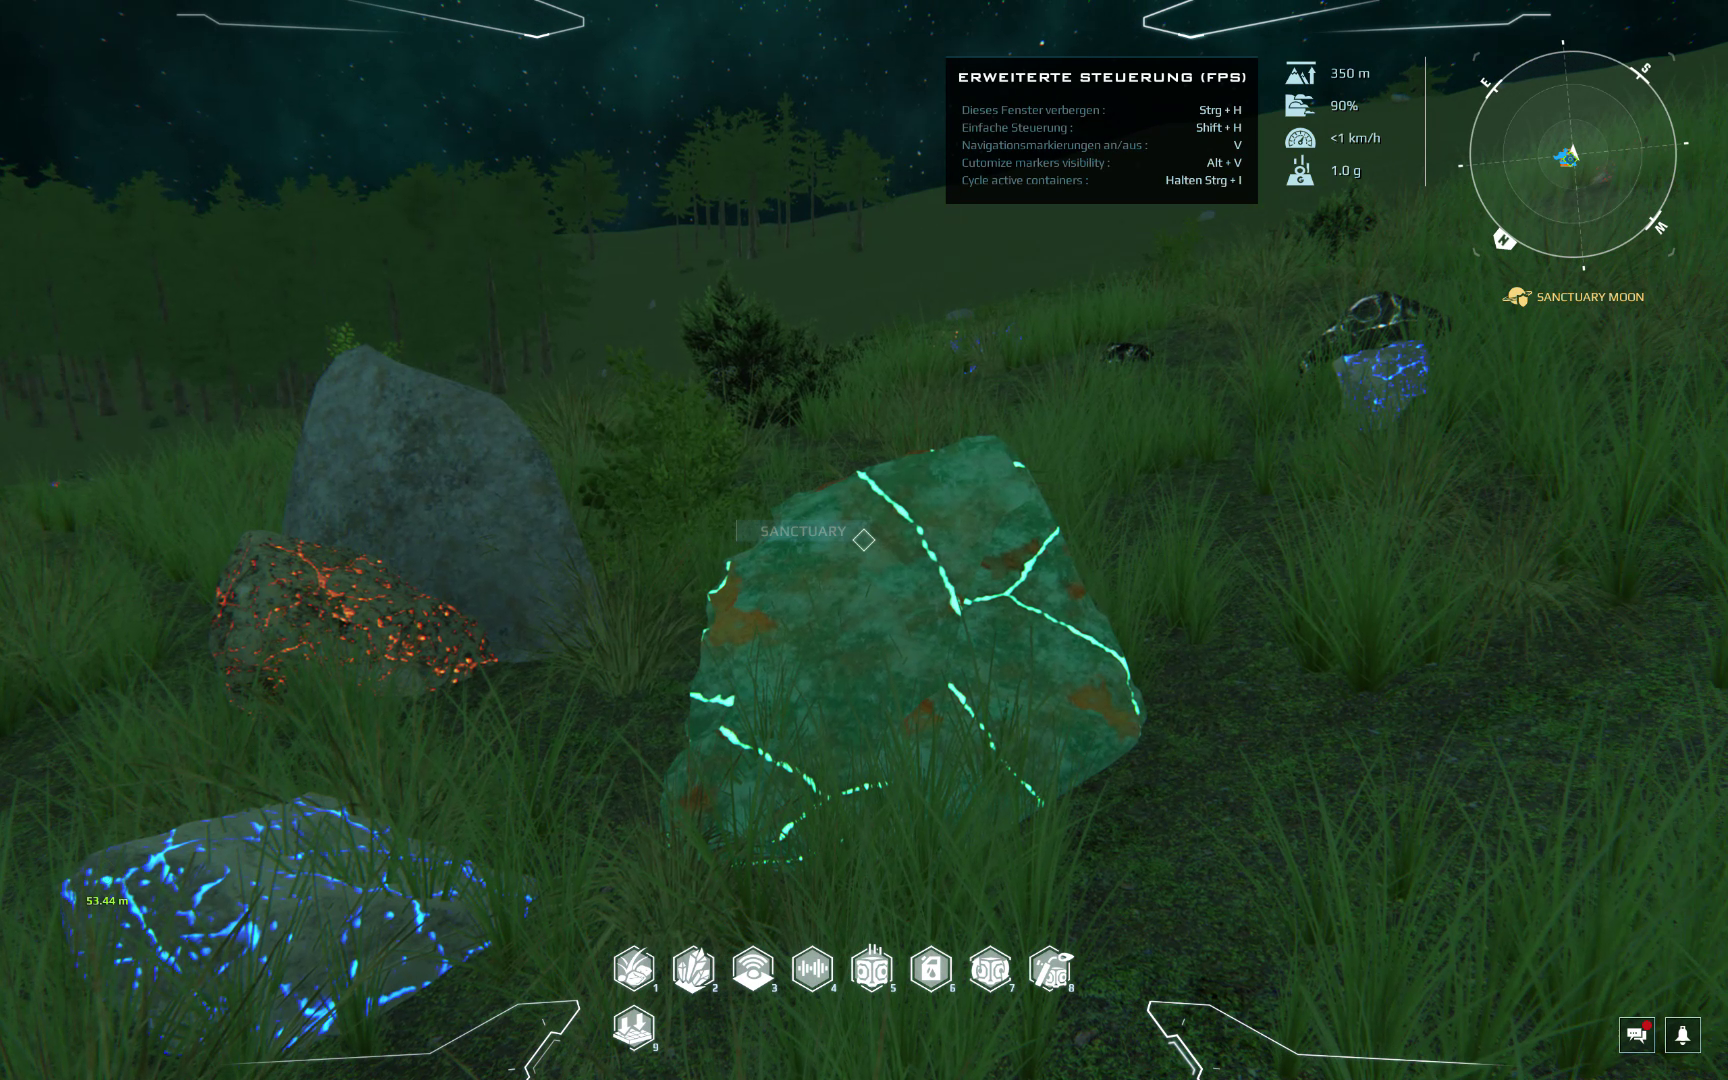 ERWEITERTE STEUERUNG (FPS)
Dieses Fenster verbergen : Strg + H
Einfache Steuerung : Shift + H
Navigationsmarkierungen an/aus : V
Cutomize markers visibility : Alt + V
Cycle active containers : Halten Strg + I
350 m
90%
<1 km/h
G 1.0 g
E
S
W
N
SANCTUARY MOON
SANCTUARY
53.44 m
1
2
3
4
5
6
7
8
9